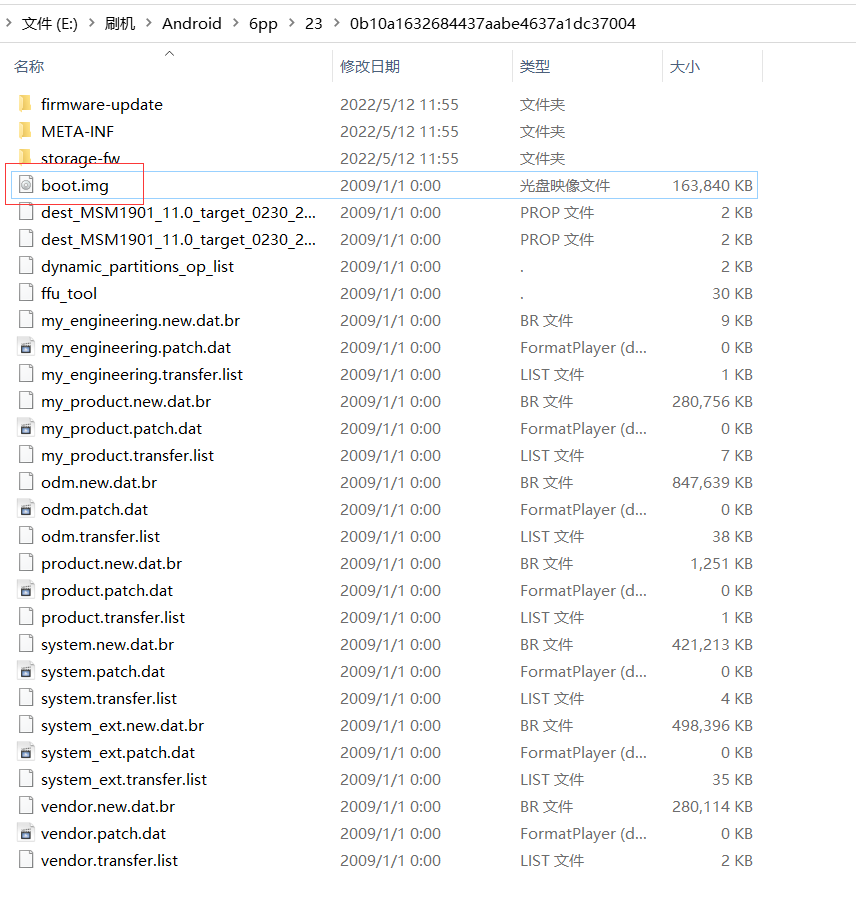 文件 (E:) 刷机 Android 6pp 23 0b10a1632684437aabe4637a1dc37004
名称 修改日期 类型 大小
firmware-update 2022/5/12 11:55 文件夹
META-INF 2022/5/12 11:55 文件夹
storage-fw 2022/5/12 11:55 文件夹
boot.img 2009/1/1 0:00 光盘映像文件 163,840 KB
dest_MSM1901_11.0_target_0230_2... 2009/1/1 0:00 PROP 文件 2 KB
dest_MSM1901_11.0_target_0230_2... 2009/1/1 0:00 PROP 文件 2 KB
dynamic_partitions_op_list 2009/1/1 0:00 . 2 KB
ffu_tool 2009/1/1 0:00 . 30 KB
my_engineering.new.dat.br 2009/1/1 0:00 BR 文件 9 KB
my_engineering.patch.dat 2009/1/1 0:00 FormatPlayer (d... 0 KB
my_engineering.transfer.list 2009/1/1 0:00 LIST 文件 1 KB
my_product.new.dat.br 2009/1/1 0:00 BR 文件 280,756 KB
my_product.patch.dat 2009/1/1 0:00 FormatPlayer (d... 0 KB
my_product.transfer.list 2009/1/1 0:00 LIST 文件 7 KB
odm.new.dat.br 2009/1/1 0:00 BR 文件 847,639 KB
odm.patch.dat 2009/1/1 0:00 FormatPlayer (d... 0 KB
odm.transfer.list 2009/1/1 0:00 LIST 文件 38 KB
product.new.dat.br 2009/1/1 0:00 BR 文件 1,251 KB
product.patch.dat 2009/1/1 0:00 FormatPlayer (d... 0 KB
product.transfer.list 2009/1/1 0:00 LIST 文件 1 KB
system.new.dat.br 2009/1/1 0:00 BR 文件 421,213 KB
system.patch.dat 2009/1/1 0:00 FormatPlayer (d... 0 KB
system.transfer.list 2009/1/1 0:00 LIST 文件 4 KB
system_ext.new.dat.br 2009/1/1 0:00 BR 文件 498,396 KB
system_ext.patch.dat 2009/1/1 0:00 FormatPlayer (d... 0 KB
system_ext.transfer.list 2009/1/1 0:00 LIST 文件 35 KB
vendor.new.dat.br 2009/1/1 0:00 BR 文件 280,114 KB
vendor.patch.dat 2009/1/1 0:00 FormatPlayer (d... 0 KB
vendor.transfer.list 2009/1/1 0:00 LIST 文件 2 KB